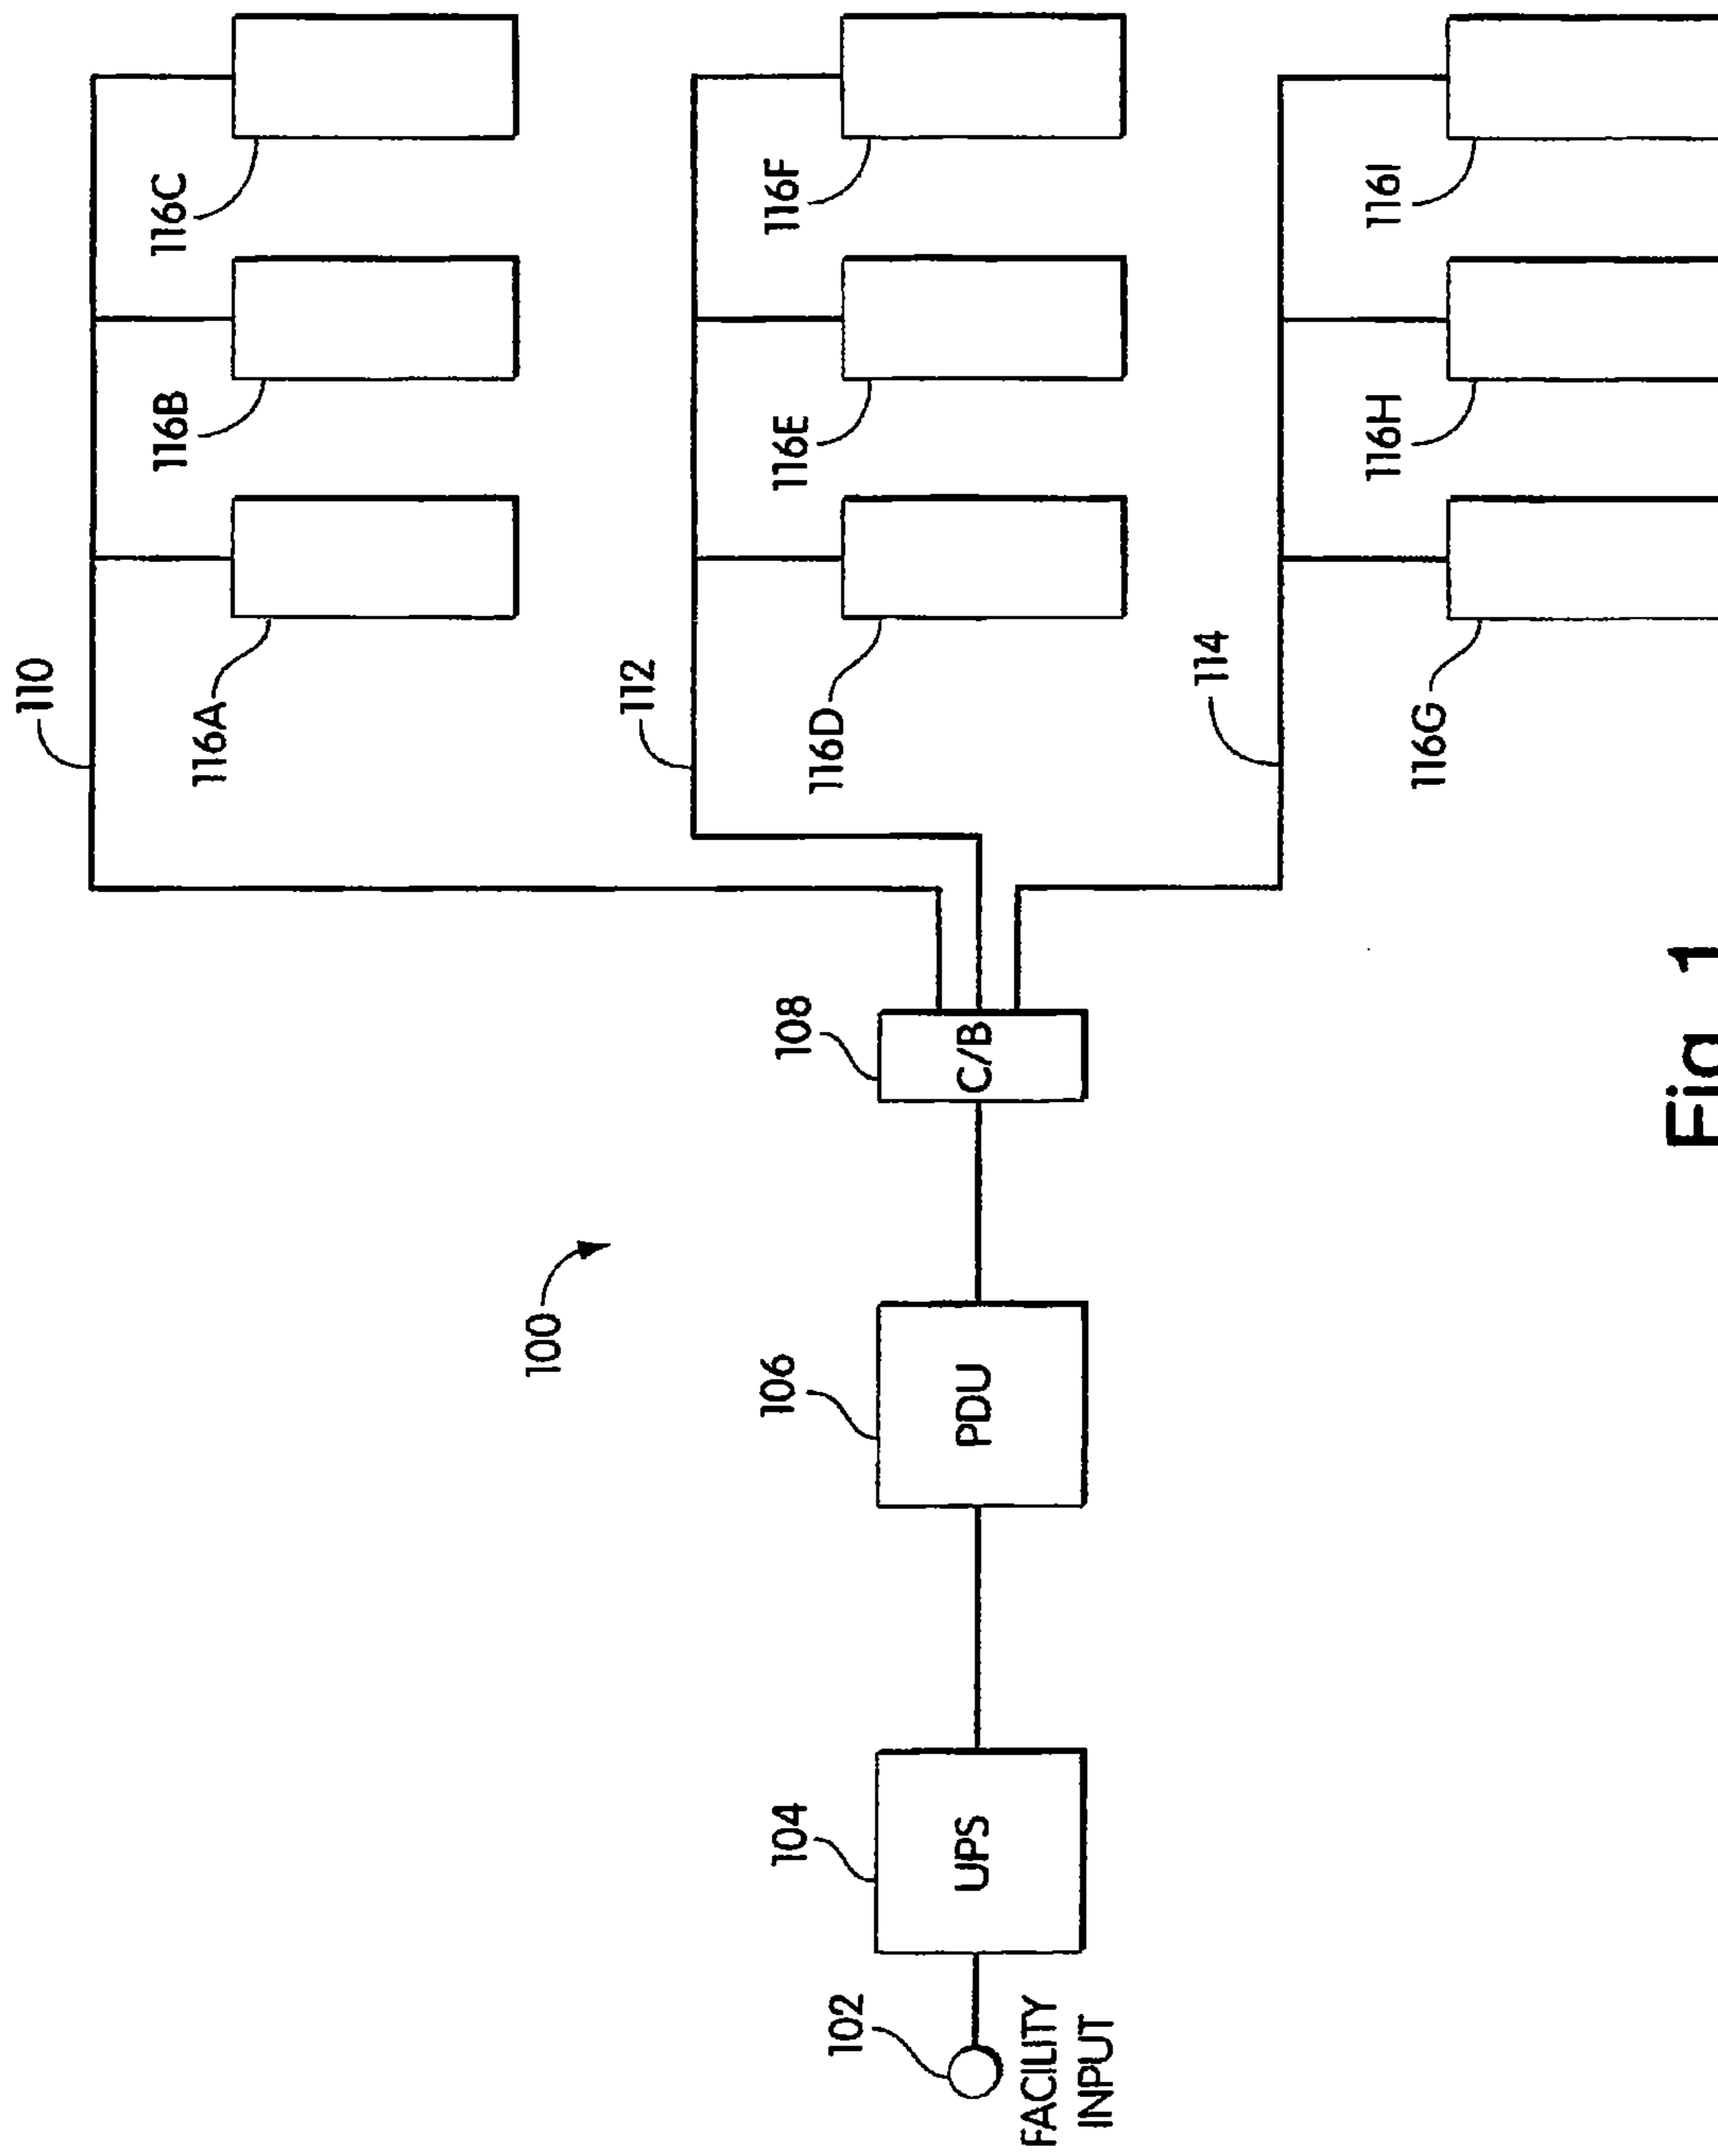 110
116A
116B
116C
112
116D
116E
116F
114
116G
116H
116I
100
102
FACILITY
INPUT
104
UPS
106
PDU
108
C/B
Fig. 1